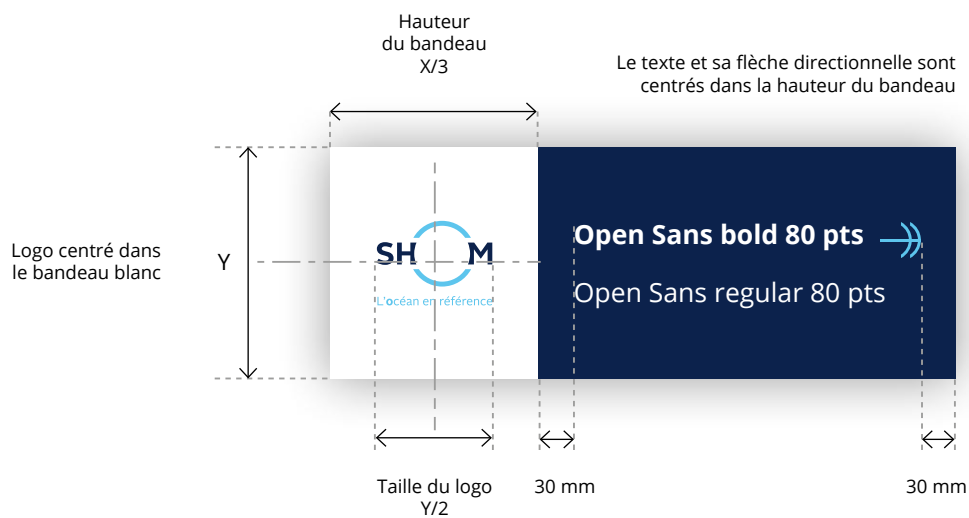 Hauteur
du bandeau
X/3
Le texte et sa flèche directionnelle sont
centrés dans la hauteur du bandeau
Logo centré dans
le bandeau blanc
Y
SHOM
L'océan en référence
Open Sans bold 80 pts
Open Sans regular 80 pts
Taille du logo
Y/2
30 mm
30 mm